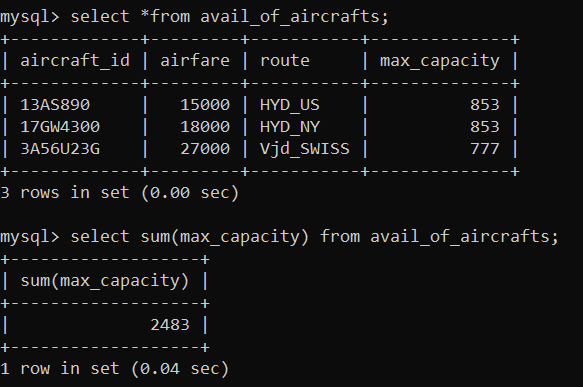 mysql> select *from avail_of_aircrafts;
+-------------+---------+-----------+--------------+
| aircraft_id | airfare | route     | max_capacity |
+-------------+---------+-----------+--------------+
| 13AS890     |   15000 | HYD_US    |          853 |
| 17GW4300    |   18000 | HYD_NY    |          853 |
| 3A56U23G    |   27000 | Vjd_SWISS |          777 |
+-------------+---------+-----------+--------------+
3 rows in set (0.00 sec)

mysql> select sum(max_capacity) from avail_of_aircrafts;
+-------------------+
| sum(max_capacity) |
+-------------------+
|              2483 |
+-------------------+
1 row in set (0.04 sec)